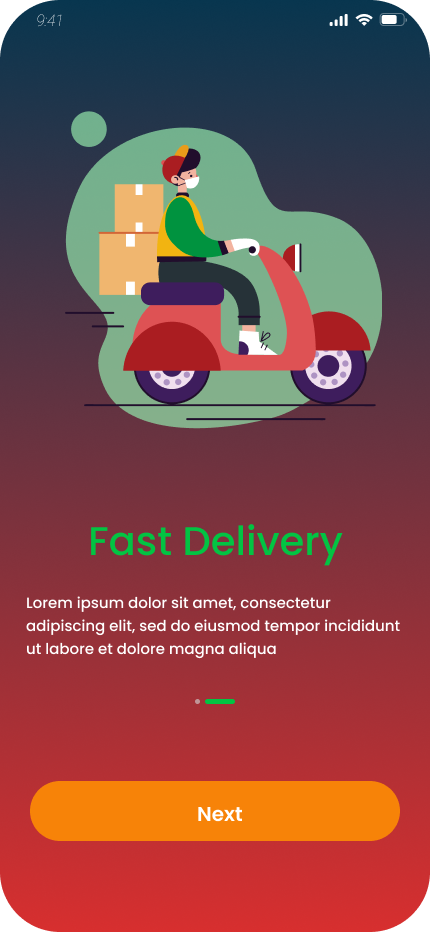 9:41
Fast Delivery
Lorem ipsum dolor sit amet, consectetur
adipiscing elit, sed do eiusmod tempor incididunt
ut labore et dolore magna aliqua
Next